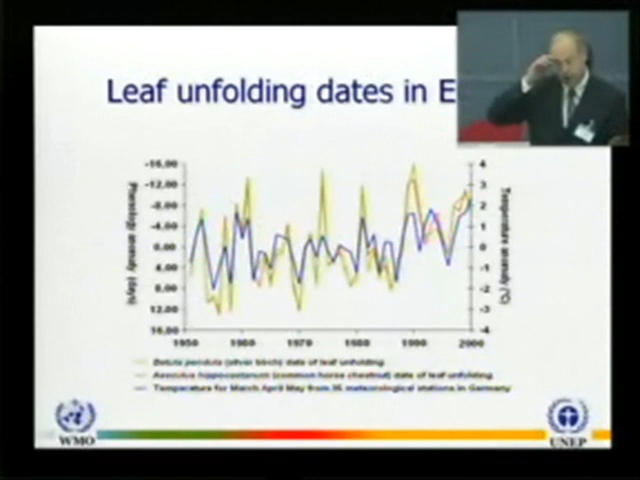 Leaf unfolding dates in E
-16.00
-12.00
-8.00
-4.00
0.00
4.00
8.00
12.00
16.00
Phenology anomaly (days)
4
3
2
1
0
-1
-2
-3
-4
Temperature anomaly (°C)
1950 1960 1970 1980 1990 2000
Betula pendula (silver birch) date of leaf unfolding
Aesculus hippocastanum (common horse chestnut) date of leaf unfolding
Temperature for March April May from 35 meteorological stations in Germany
WMO
UNEP